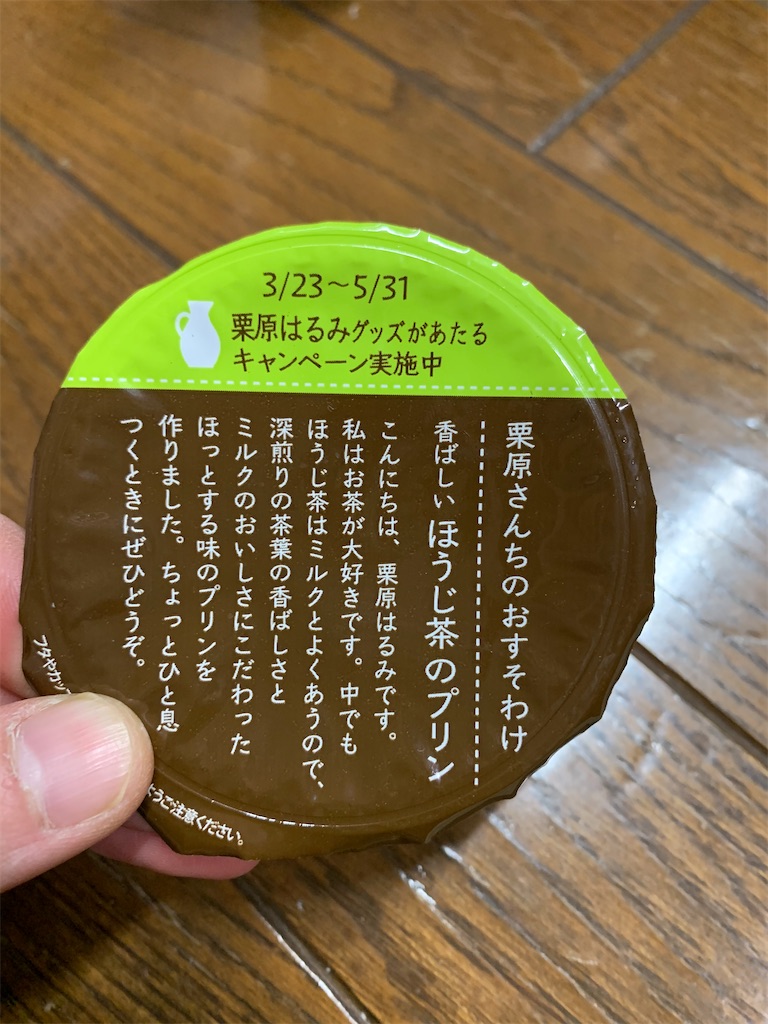 3/23〜5/31
栗原はるみグッズがあたる
キャンペーン実施中
栗原さんちのおすそわけ
香ばしいほうじ茶のプリン
こんにちは、栗原はるみです。
私はお茶が大好きです。中でも
ほうじ茶はミルクとよくあうので、
深煎りの茶葉の香ばしさと
ミルクのおいしさにこだわった
ほっとする味のプリンを
作りました。ちょっとひと息
つくときにぜひどうぞ。
フタやカッ
ようご注意ください。